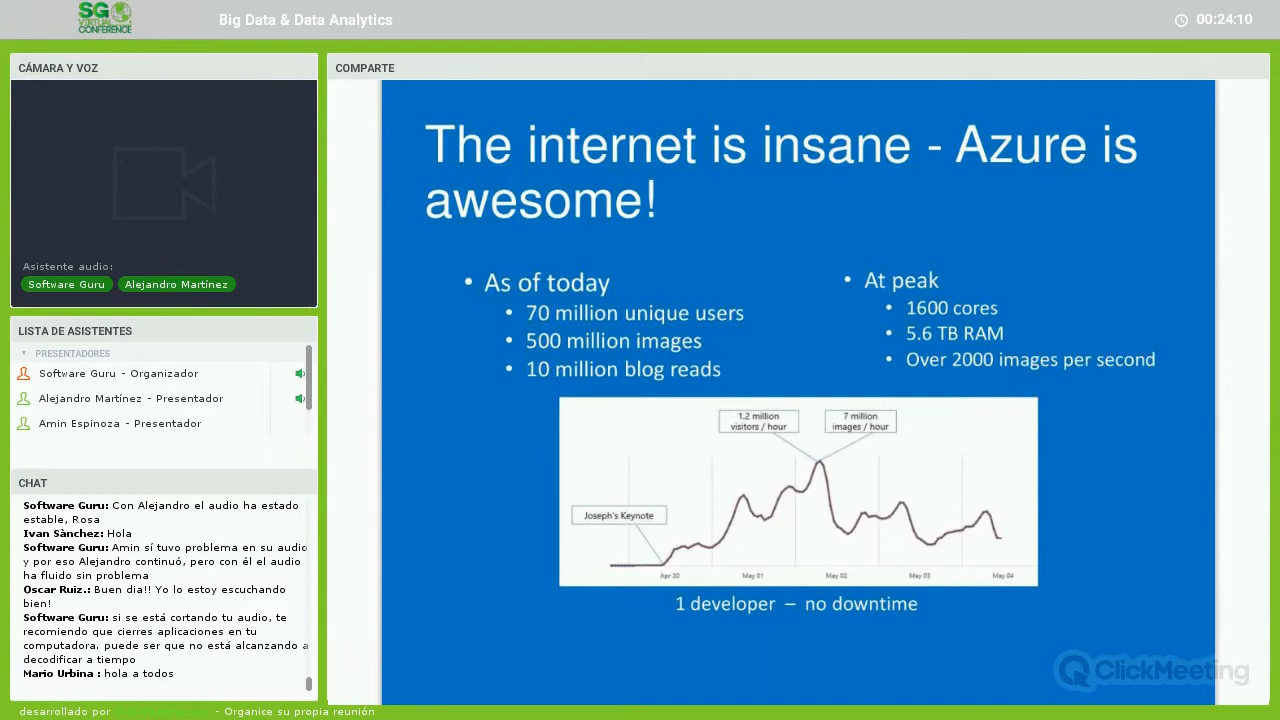 SG VIRTUAL CONFERENCE
Big Data & Data Analytics
00:24:10
CÁMARA Y VOZ
Asistente audio:
Software Guru
Alejandro Martínez
LISTA DE ASISTENTES
PRESENTADORES
Software Guru - Organizador
Alejandro Martínez - Presentador
Amin Espinoza - Presentador
CHAT
Software Guru: Con Alejandro el audio ha estado
estable, Rosa
Ivan Sànchez: Hola
Software Guru: Amin sí tuvo problema en su audio
y por eso Alejandro continuó, pero con él el audio
ha fluido sin problema
Oscar Ruiz.: Buen dia!! Yo lo estoy escuchando
bien!
Software Guru: si se está cortando tu audio, te
recomiendo que cierres aplicaciones en tu
computadora. puede ser que no está alcanzando a
decodificar a tiempo
Mario Urbina : hola a todos
desarrollado por
- Organice su propia reunión
COMPARTE
The internet is insane - Azure is
awesome!
• As of today
• 70 million unique users
• 500 million images
• 10 million blog reads
• At peak
• 1600 cores
• 5.6 TB RAM
• Over 2000 images per second
1.2 million
visitors / hour
7 million
images / hour
Joseph's Keynote
Apr 30
May 01
May 02
May 03
May 04
1 developer – no downtime
ClickMeeting